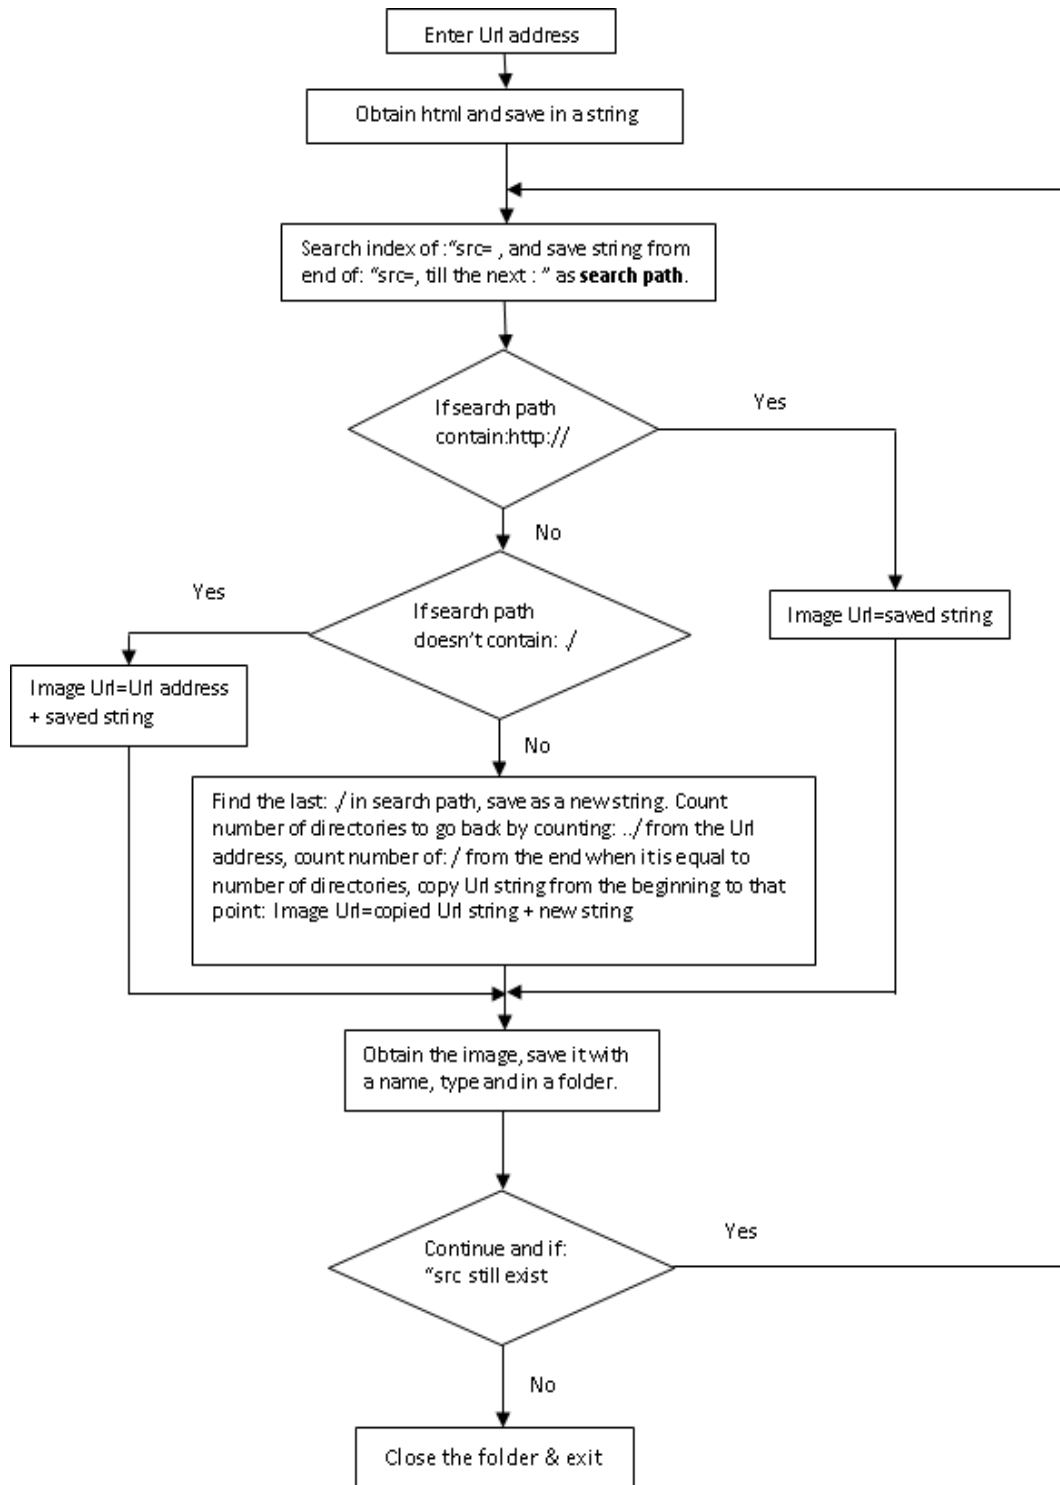 Enter Url address
Obtain html and save in a string
Search index of :“src= , and save string from
end of: “src=, till the next : ” as search path.
If search path
contain:http://
Yes
No
If search path
doesn’t contain: ./
Yes
Image Url=saved string
Image Url=Url address
+ saved string
No
Find the last: ./ in search path, save as a new string. Count
number of directories to go back by counting: ../ from the Url
address, count number of: / from the end when it is equal to
number of directories, copy Url string from the beginning to that
point: Image Url=copied Url string + new string
Obtain the image, save it with
a name, type and in a folder.
Continue and if:
“src still exist
Yes
No
Close the folder & exit